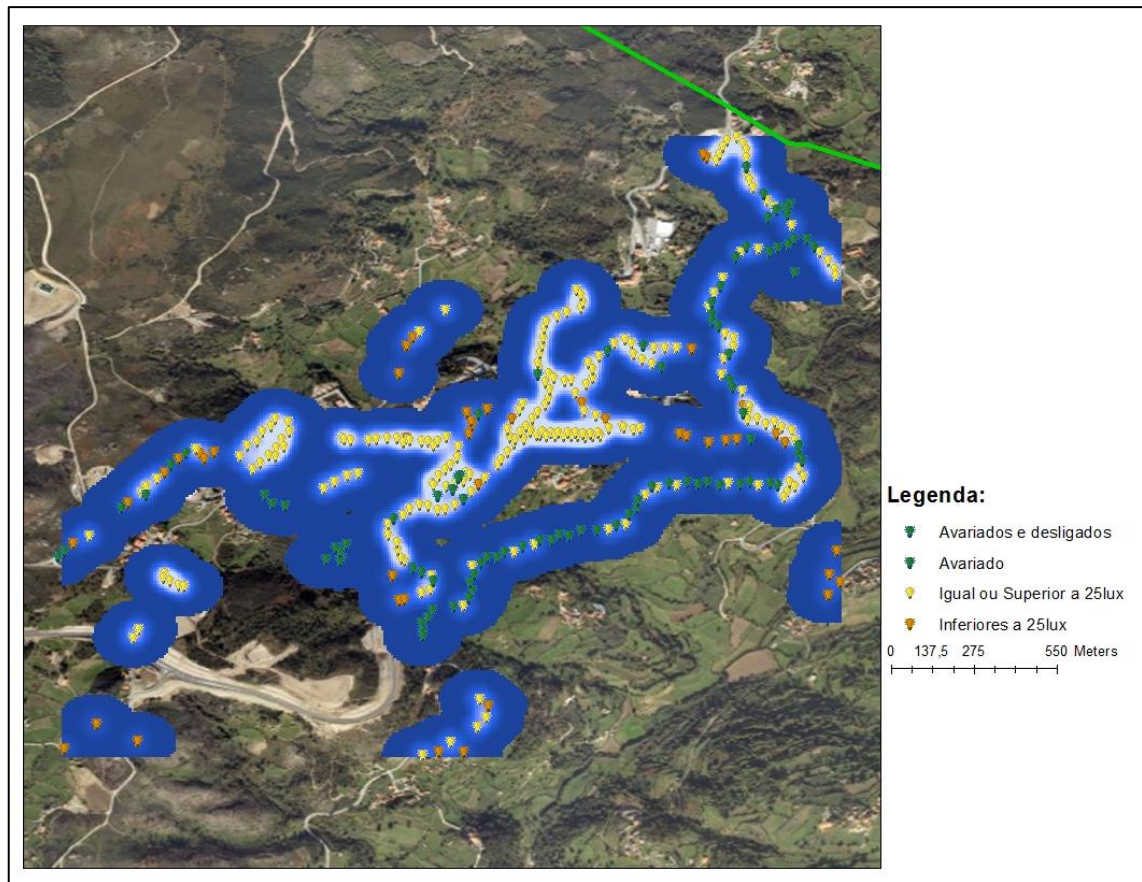 Legenda:
Avariados e desligados
Avariado
Igual ou Superior a 25lux
Inferiores a 25lux
0 137,5 275 550 Meters